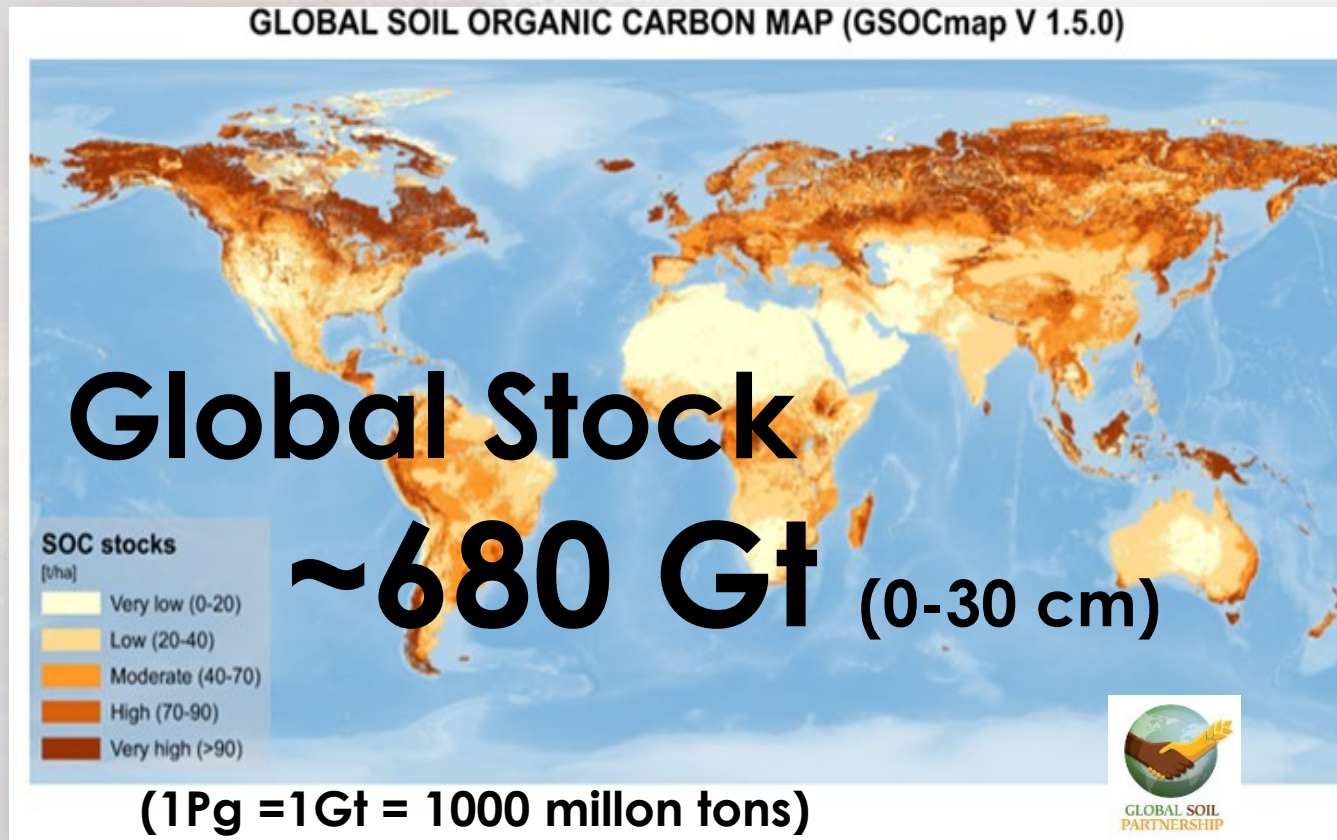 GLOBAL SOIL ORGANIC CARBON MAP (GSOCmap V 1.5.0)
Global Stock
~680 Gt (0-30 cm)
SOC stocks
[t/ha]
Very low (0-20)
Low (20-40)
Moderate (40-70)
High (70-90)
Very high (>90)
GLOBAL SOIL
PARTNERSHIP
(1Pg =1Gt = 1000 millon tons)